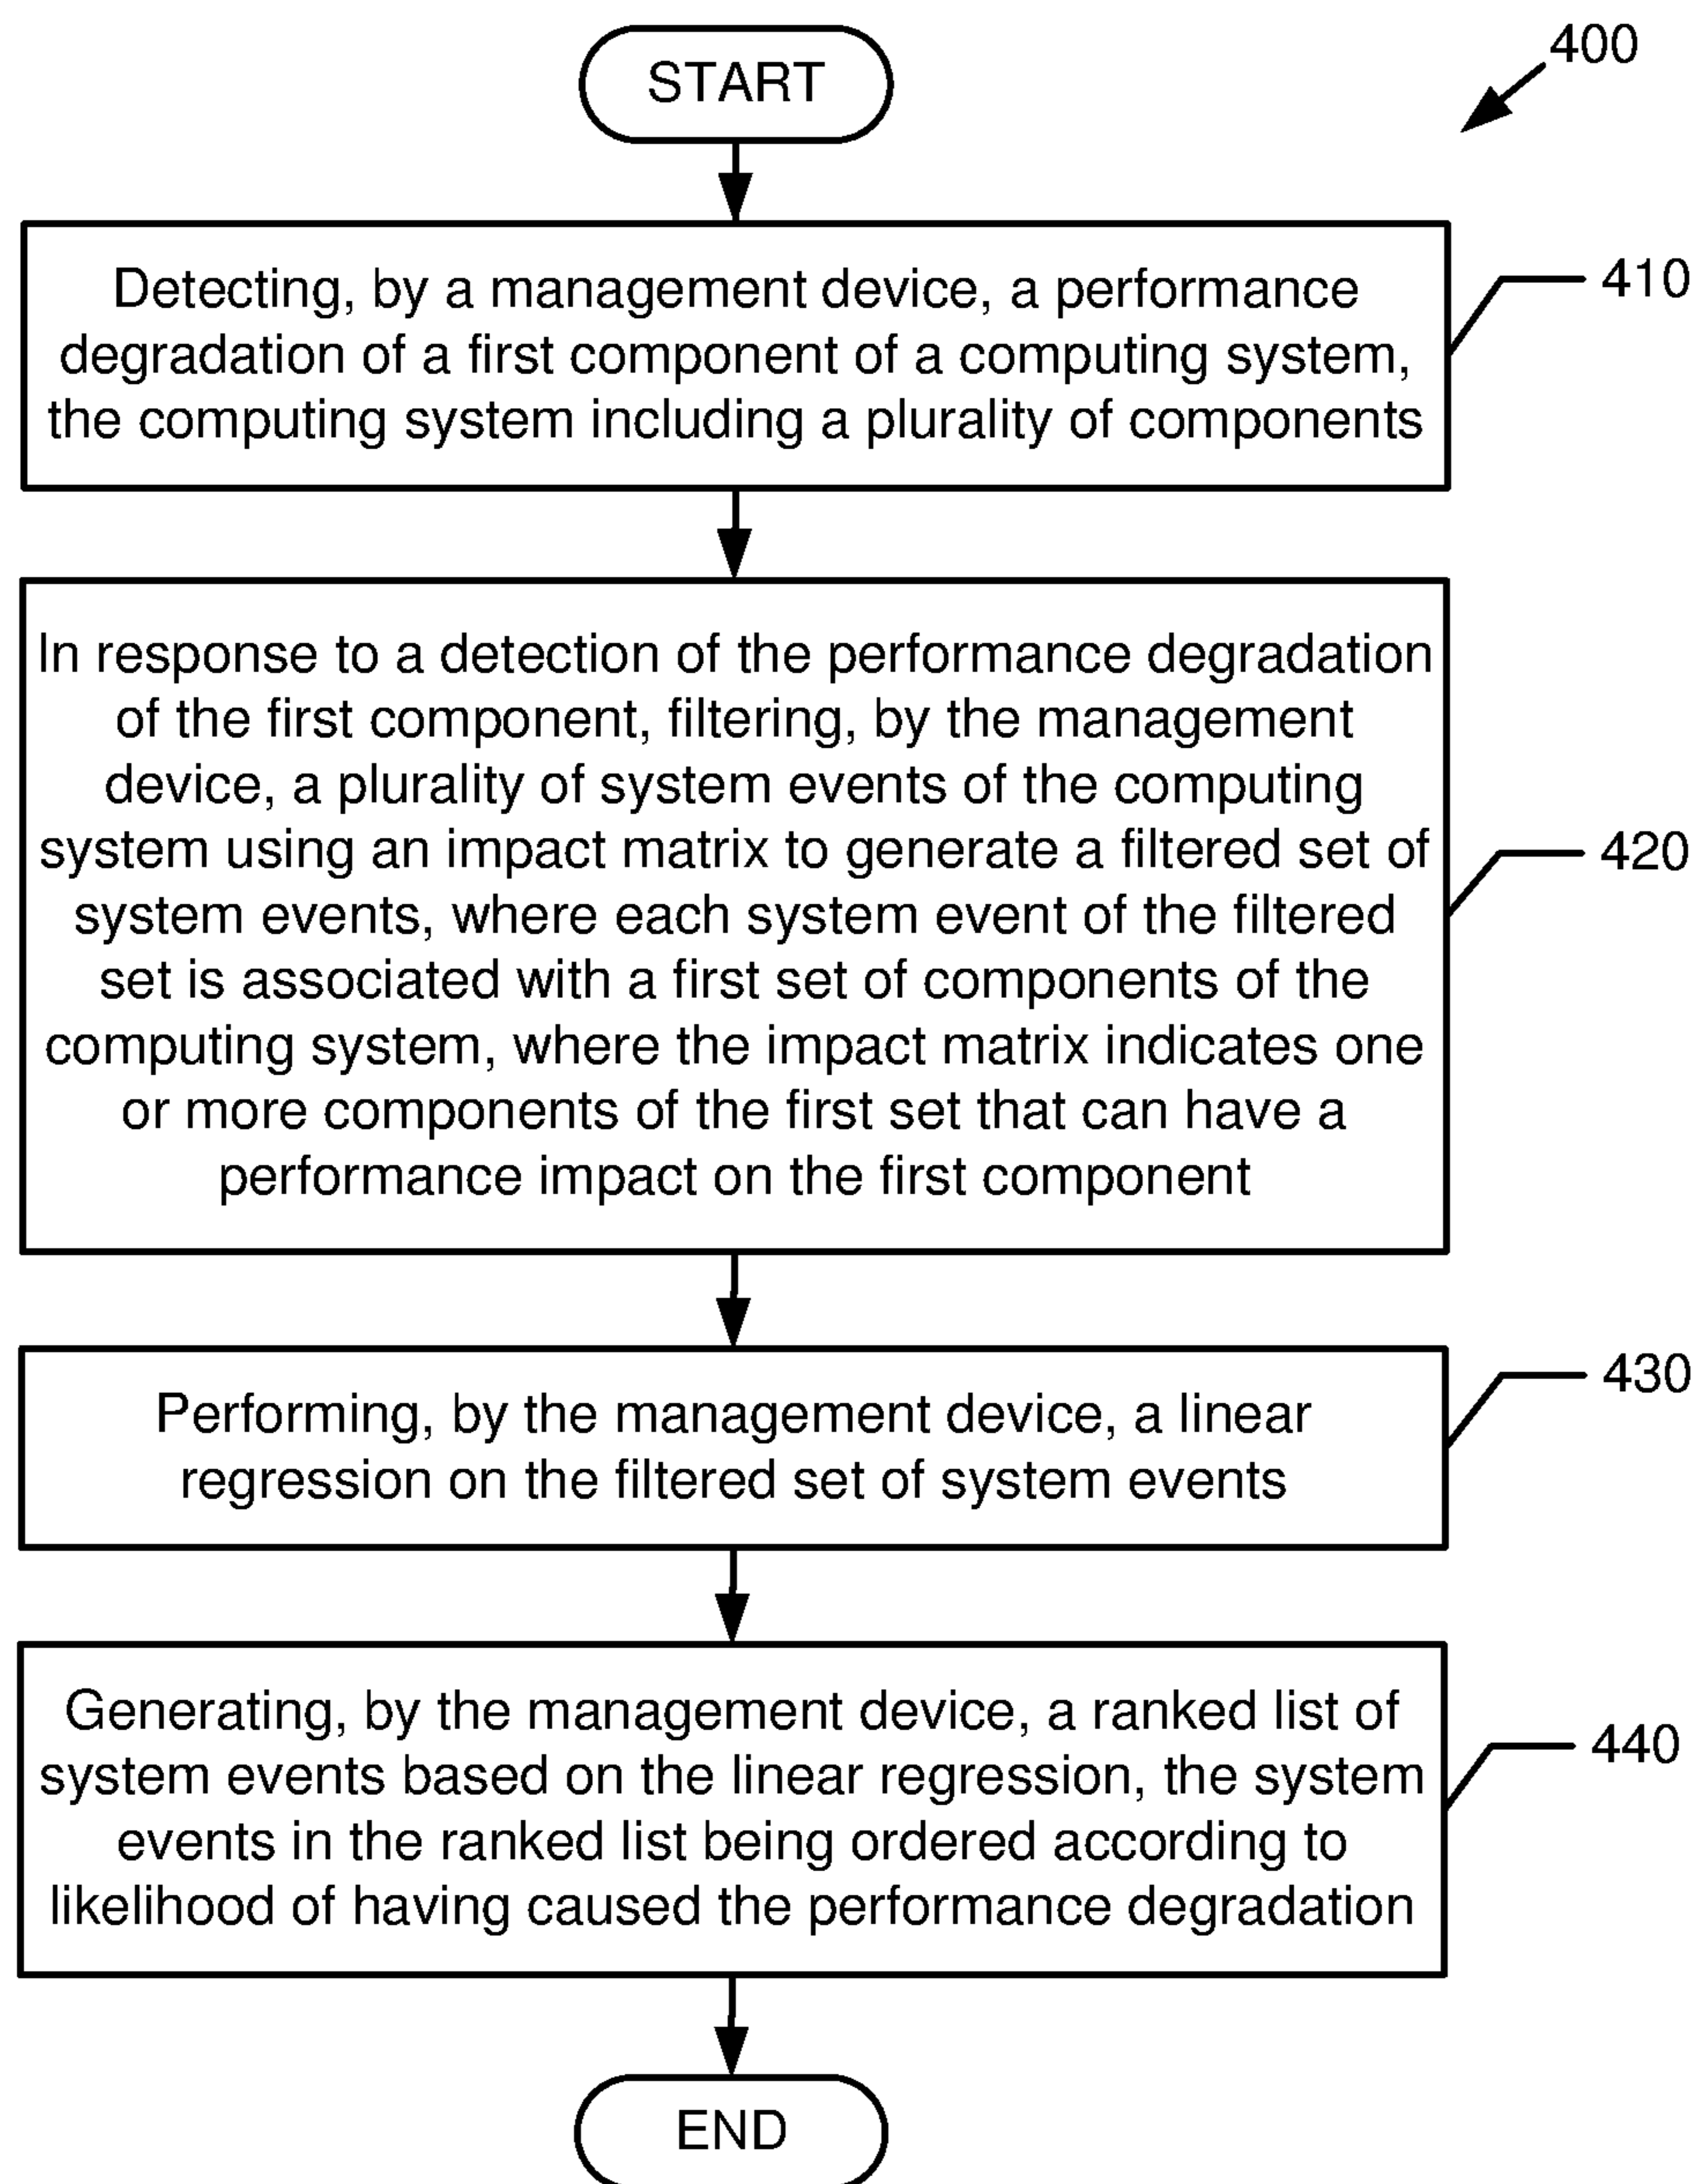 START
400
Detecting, by a management device, a performance
degradation of a first component of a computing system,
the computing system including a plurality of components
410
In response to a detection of the performance degradation
of the first component, filtering, by the management
device, a plurality of system events of the computing
system using an impact matrix to generate a filtered set of
system events, where each system event of the filtered
set is associated with a first set of components of the
computing system, where the impact matrix indicates one
or more components of the first set that can have a
performance impact on the first component
420
Performing, by the management device, a linear
regression on the filtered set of system events
430
Generating, by the management device, a ranked list of
system events based on the linear regression, the system
events in the ranked list being ordered according to
likelihood of having caused the performance degradation
440
END